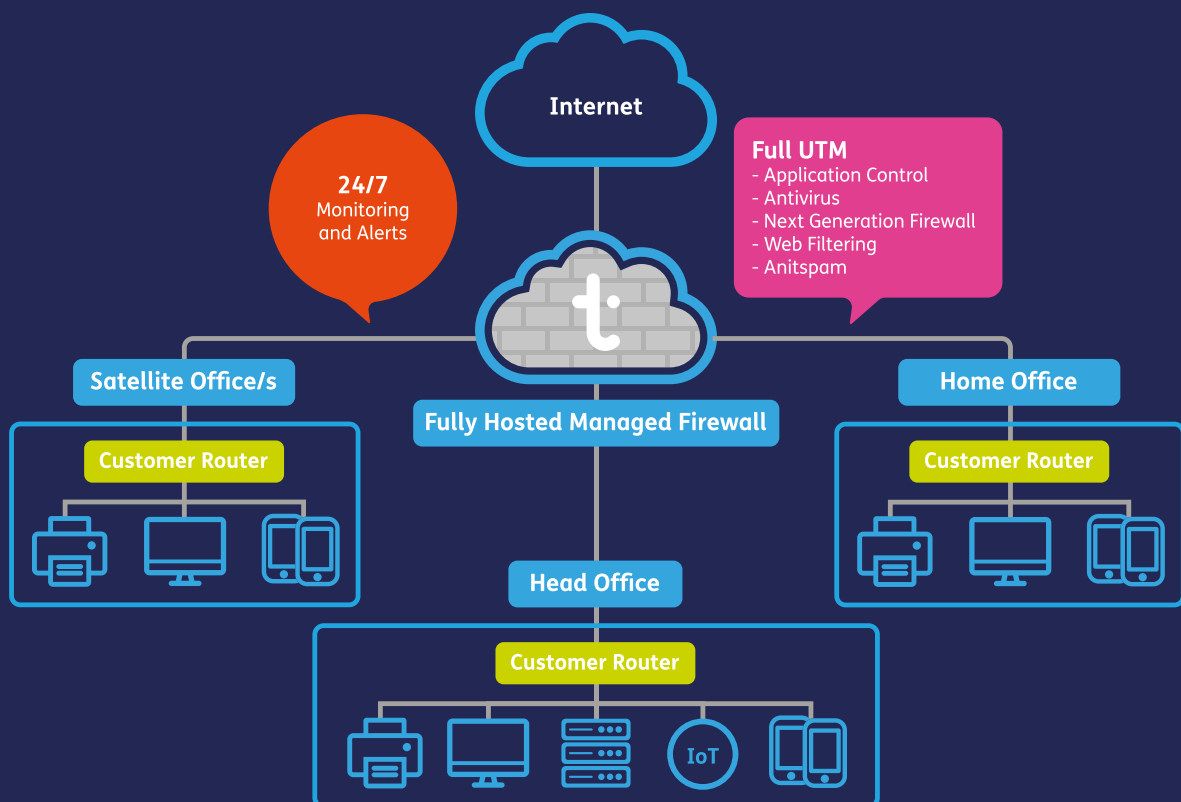 Internet
24/7
Monitoring
and Alerts
Full UTM
- Application Control
- Antivirus
- Next Generation Firewall
- Web Filtering
- Anitspam
t
Satellite Office/s
Home Office
Fully Hosted Managed Firewall
Customer Router
Customer Router
Head Office
Customer Router
IoT